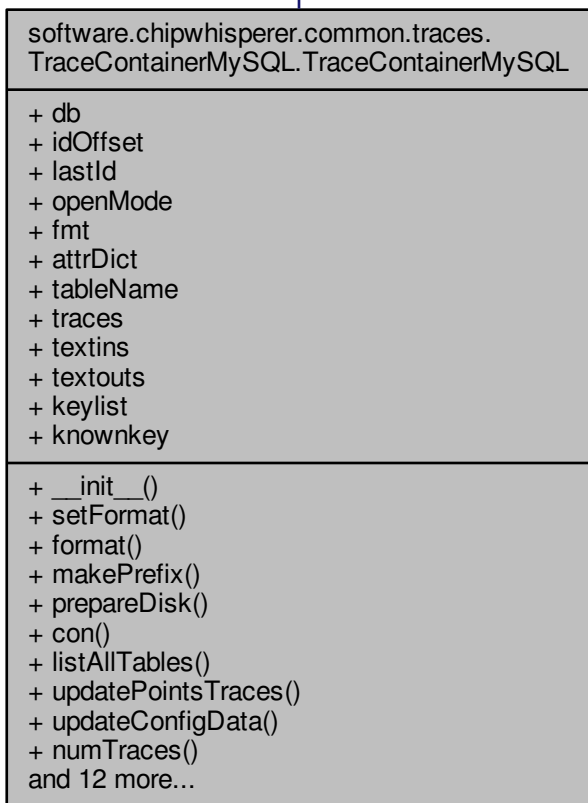 software.chipwhisperer.common.traces.
TraceContainerMySQL.TraceContainerMySQL
+ db
+ idOffset
+ lastId
+ openMode
+ fmt
+ attrDict
+ tableName
+ traces
+ textins
+ textouts
+ keylist
+ knownkey
+ __init__()
+ setFormat()
+ format()
+ makePrefix()
+ prepareDisk()
+ con()
+ listAllTables()
+ updatePointsTraces()
+ updateConfigData()
+ numTraces()
and 12 more...